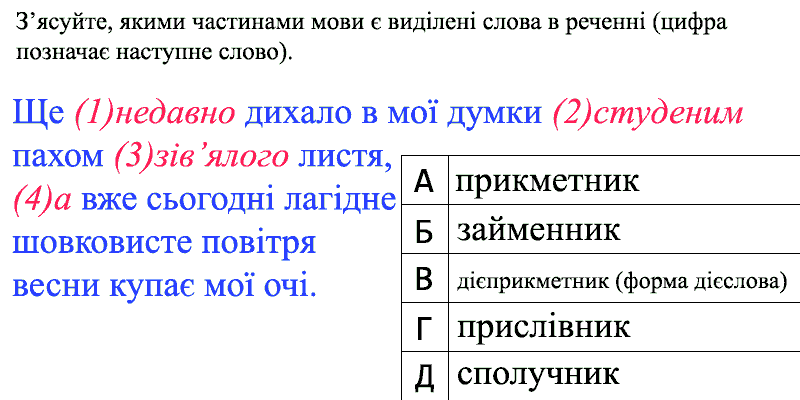 З’ясуйте, якими частинами мови є виділені слова в реченні (цифра
позначає наступне слово).
Ще (1)недавно дихало в мої думки (2)студеним
пахом (3)зів’ялого листя,
(4)а вже сьогодні лагідне
шовковисте повітря
весни купає мої очі.
А прикметник
Б займенник
В дієприкметник (форма дієслова)
Г прислівник
Д сполучник